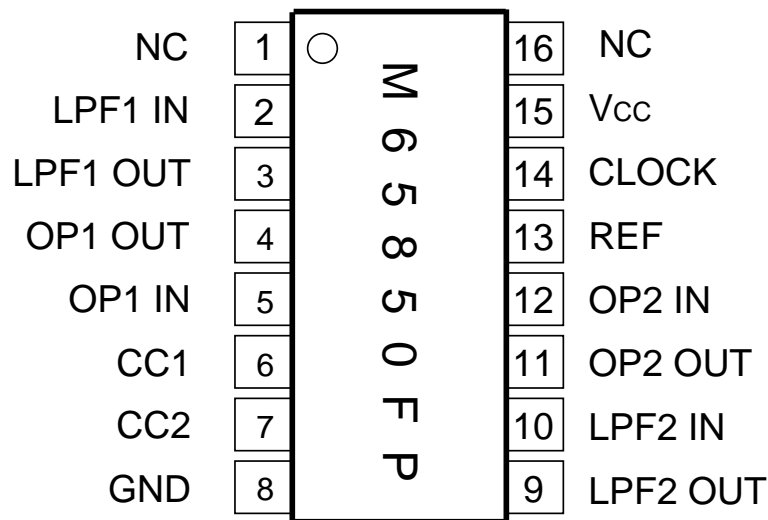 NC 1 16 NC
LPF1 IN 2 15 Vcc
LPF1 OUT 3 14 CLOCK
OP1 OUT 4 13 REF
OP1 IN 5 12 OP2 IN
CC1 6 11 OP2 OUT
CC2 7 10 LPF2 IN
GND 8 9 LPF2 OUT
M65850FP